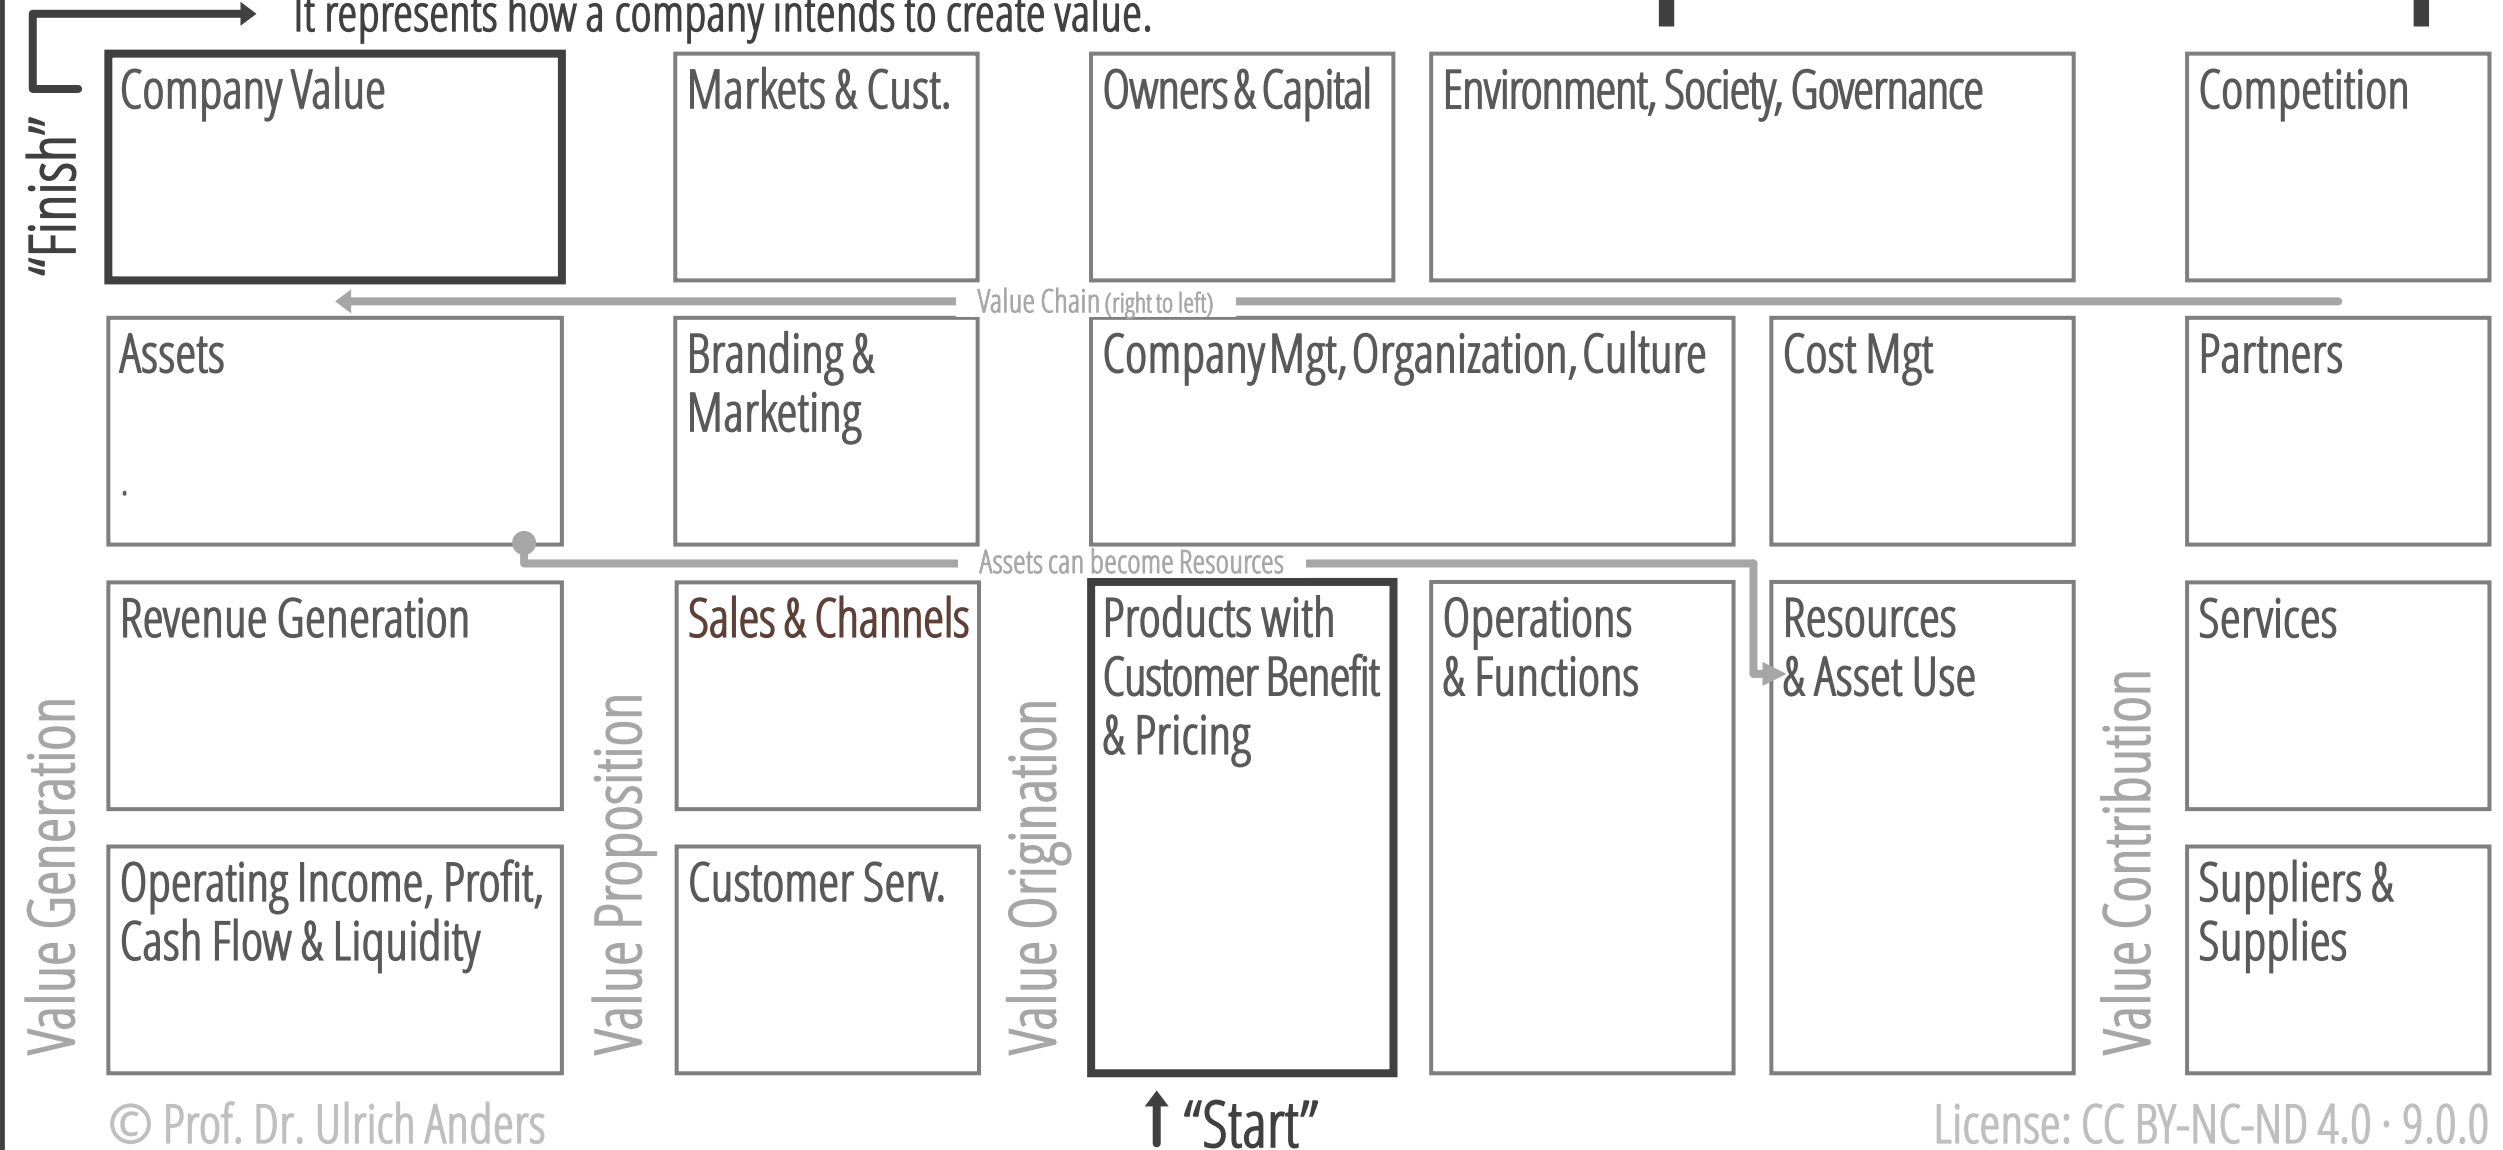 It represents how a company intends to create value.
"Finish"
Company Value
Markets & Cust.
Owners & Capital
Environment, Society, Governance
Competition
Value Chain (right to left)
Assets
.
Branding &
Marketing
Company Mgt, Organization, Culture
Cost Mgt
Partners
Assets can become Resources
Value Generation
Revenue Generation
Operating Income, Profit,
Cash Flow & Liquidity
Value Proposition
Sales & Channels
Customer Serv.
Value Origination
Products with
Customer Benefit
& Pricing
Operations
& Functions
Resources
& Asset Use
Value Contribution
Services
Suppliers &
Supplies
“Start”
© Prof. Dr. Ulrich Anders
License: CC BY-NC-ND 4.0 · 9.0.0